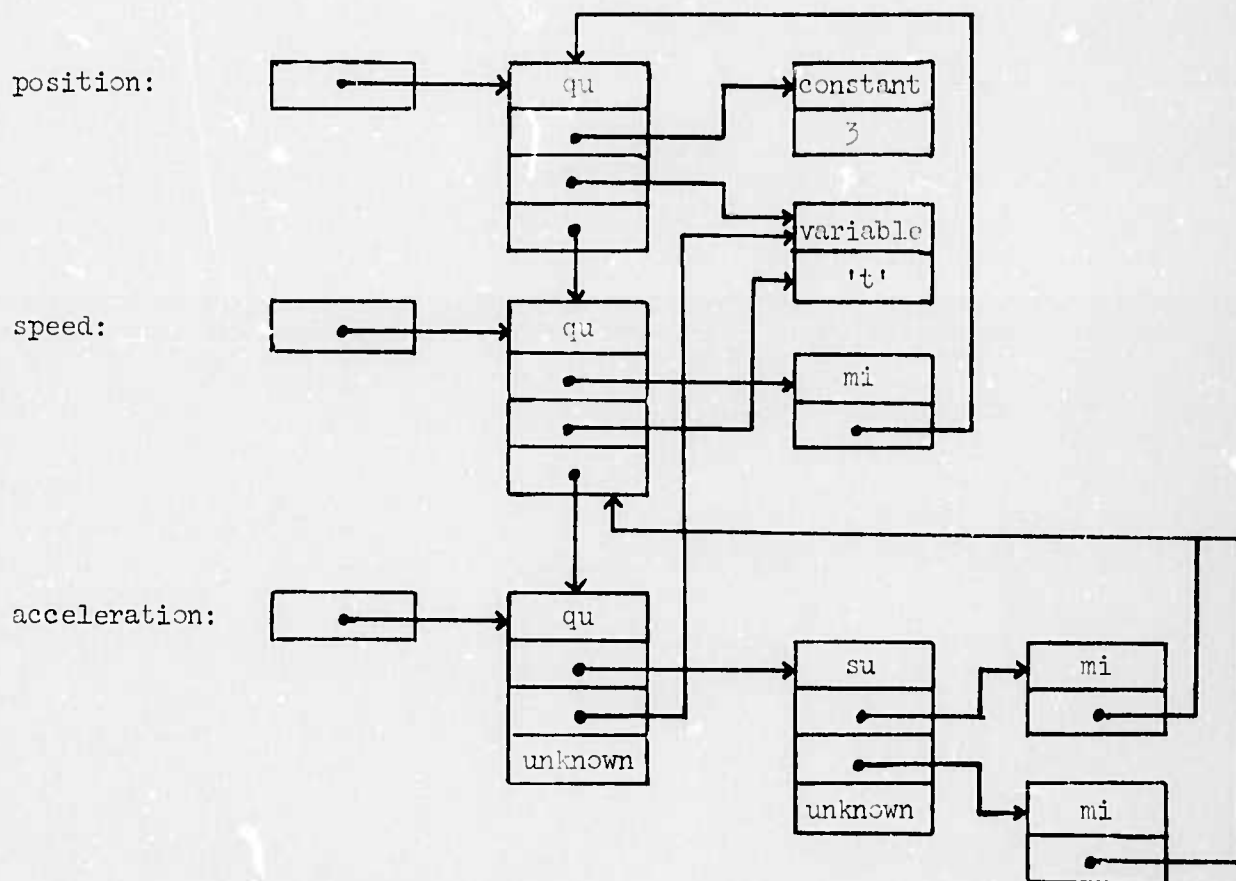 position:
qu
constant
3
variable
't'
speed:
qu
mi
acceleration:
qu
su
mi
unknown
unknown
mi